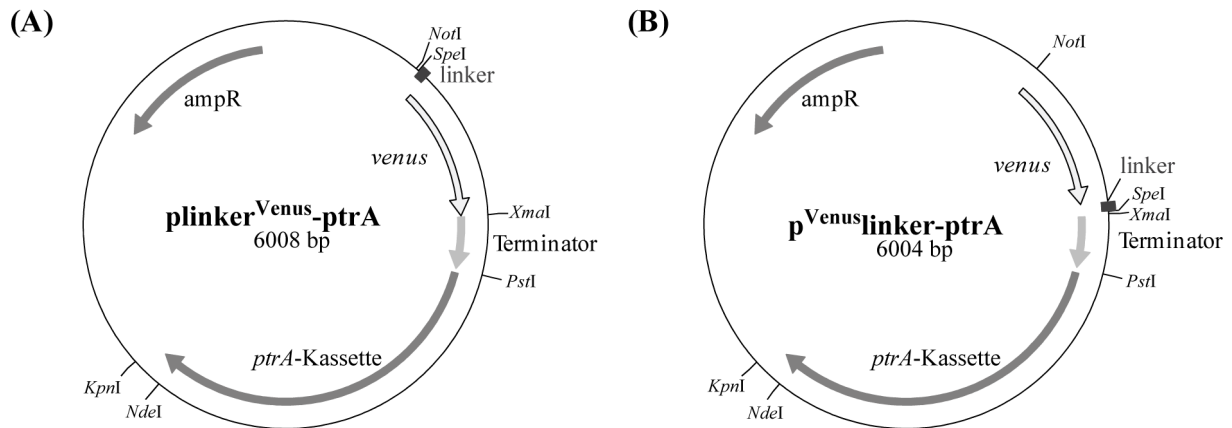 (A)
NotI
SpeI
linker
ampR
venus
plinkerVenus-ptrA
6008 bp
XmaI
Terminator
PstI
ptrA-Kassette
KpnI
NdeI
(B)
NotI
ampR
venus
linker
SpeI
pVenuslinker-ptrA
6004 bp
XmaI
Terminator
PstI
ptrA-Kassette
KpnI
NdeI